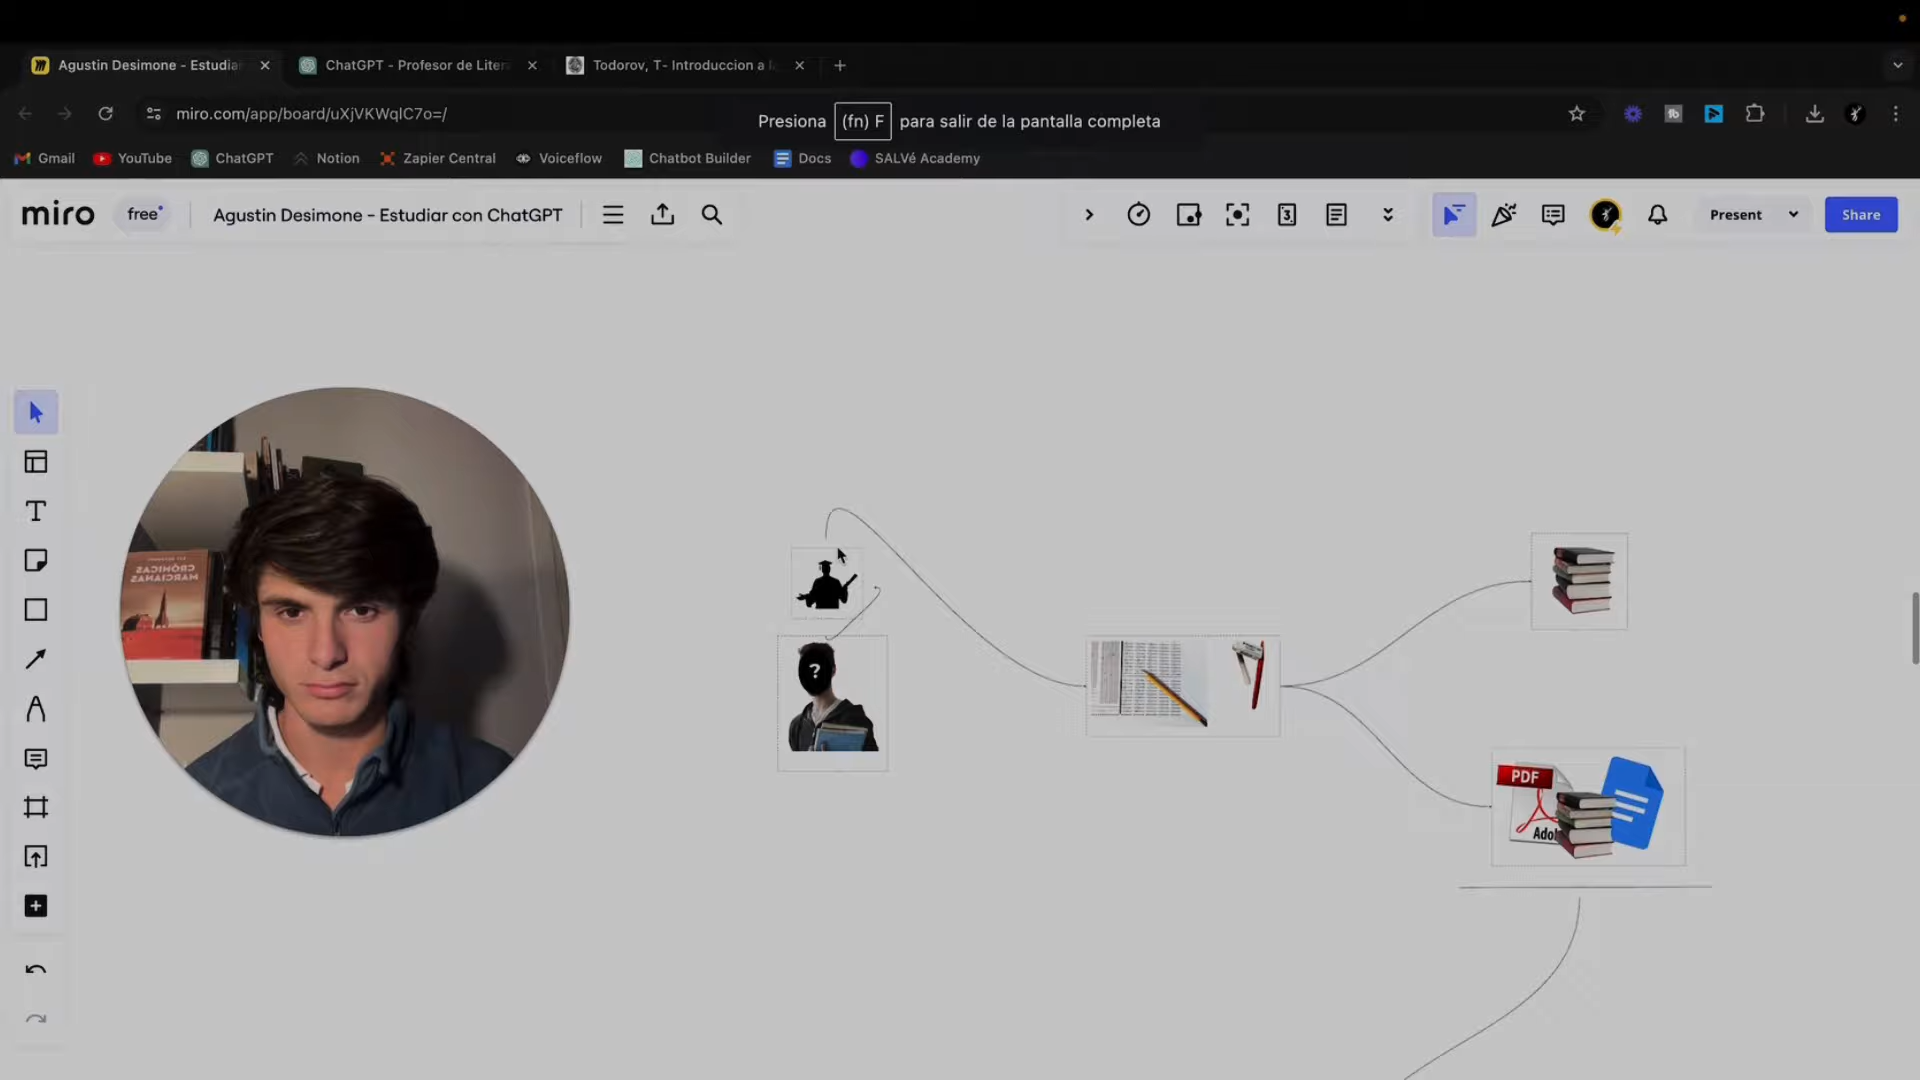 Agustin Desimone - Estudia
ChatGPT - Profesor de Liter
Todorov, T- Introduccion a l
miro.com/app/board/uXjVKWqlC7o=/
Presiona (fn) F para salir de la pantalla completa
Gmail
YouTube
ChatGPT
Notion
Zapier Central
Voiceflow
Chatbot Builder
Docs
SALVé Academy
miro
free
Agustin Desimone - Estudiar con ChatGPT
3
Present
Share
CRÓNICAS
MARCIANAS
?
PDF
Adob